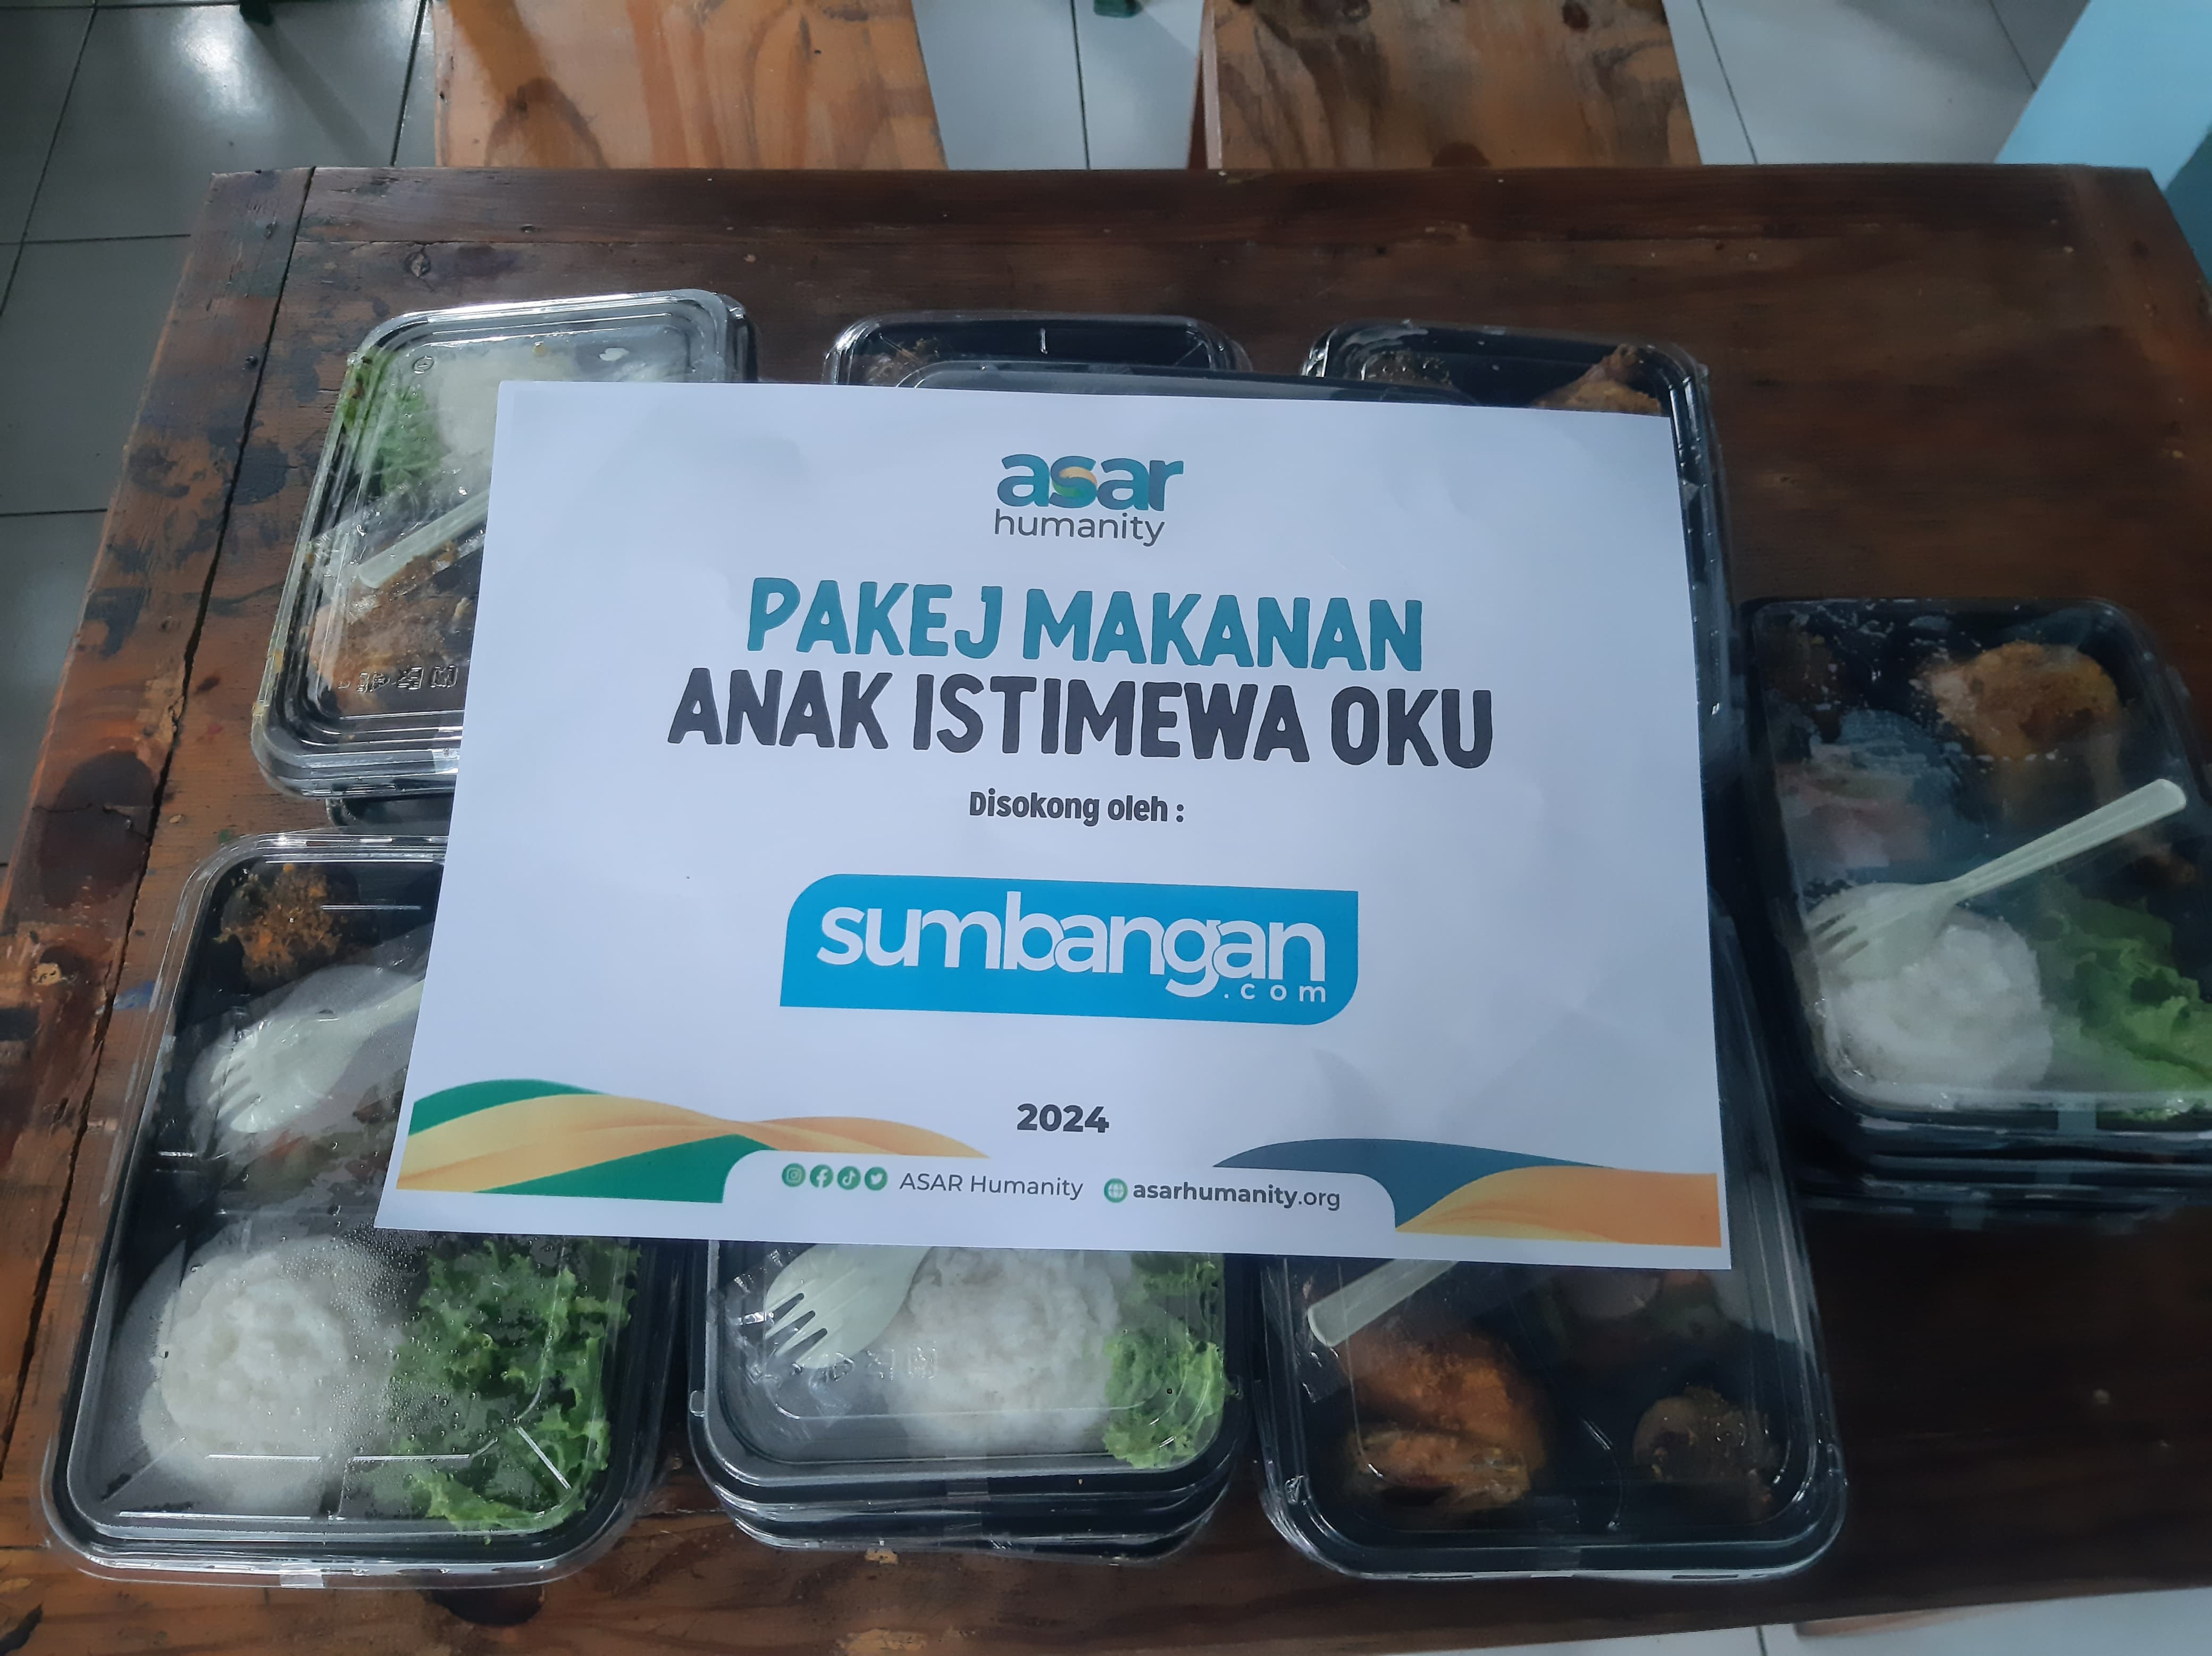 asar
humanity
PAKEJ MAKANAN
ANAK ISTIMEWA OKU
Disokong oleh :
sumbangan
.com
2024
ASAR Humanity asarhumanity.org